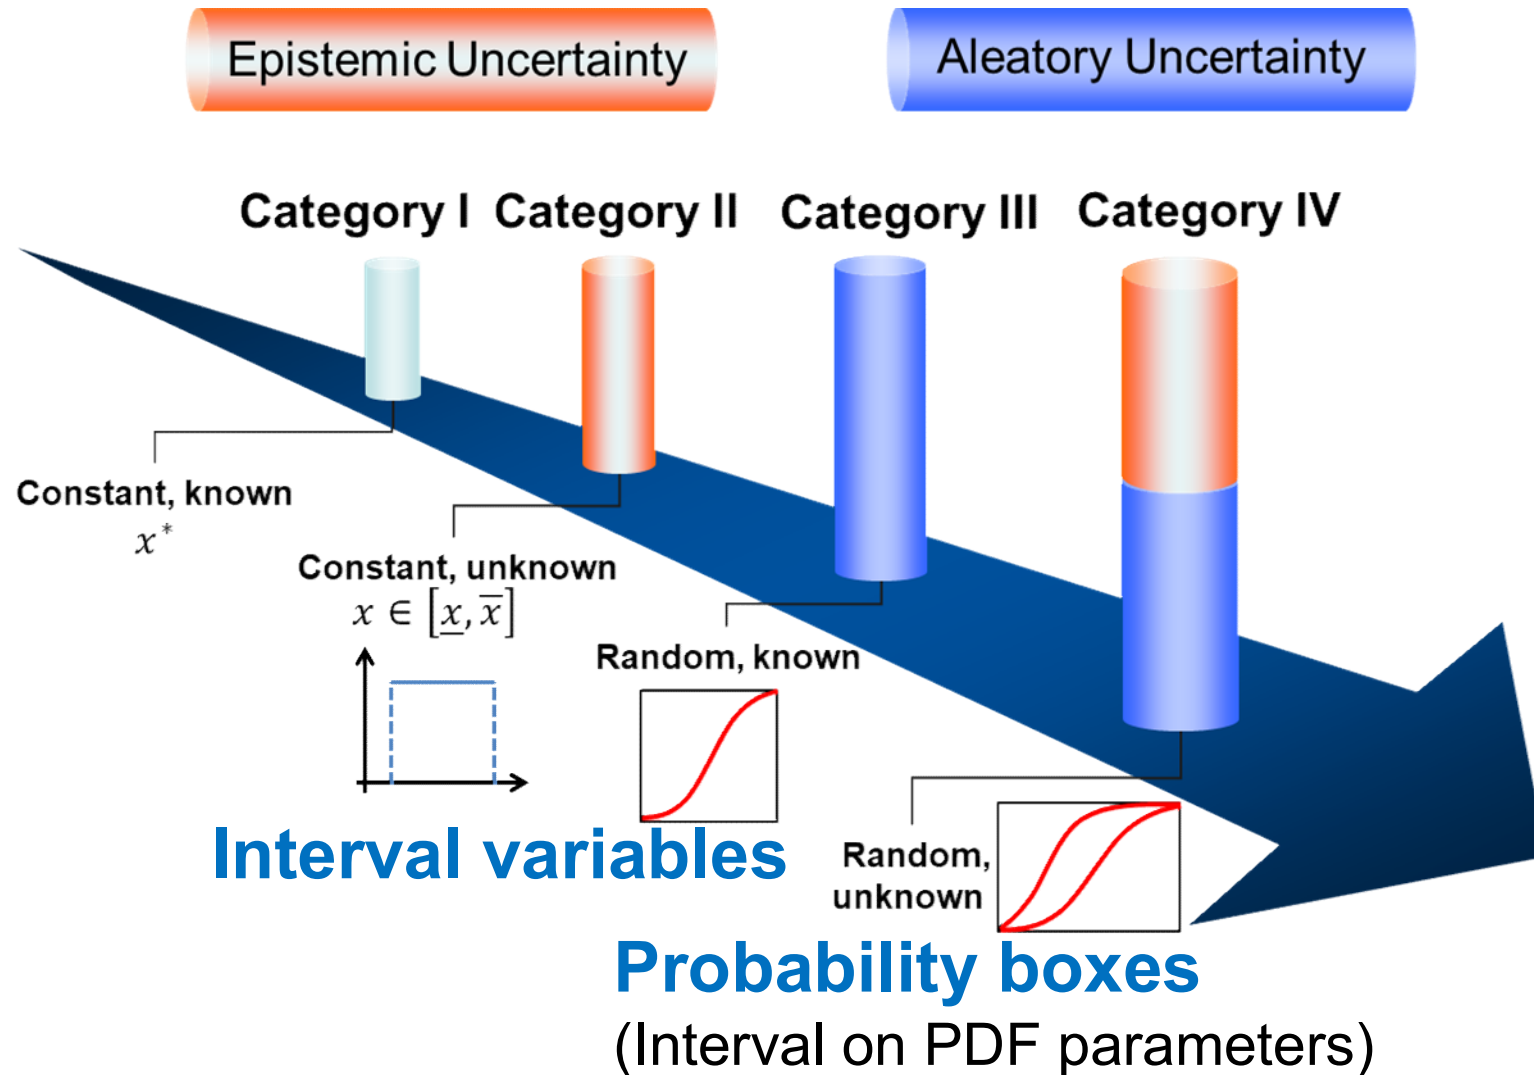 Epistemic Uncertainty
Aleatory Uncertainty
Category I
Category II
Category III
Category IV
Constant, known
x*
Constant, unknown
x ∈ [x̲, x̅]
Random, known
Interval variables
Random,
unknown
Probability boxes
(Interval on PDF parameters)